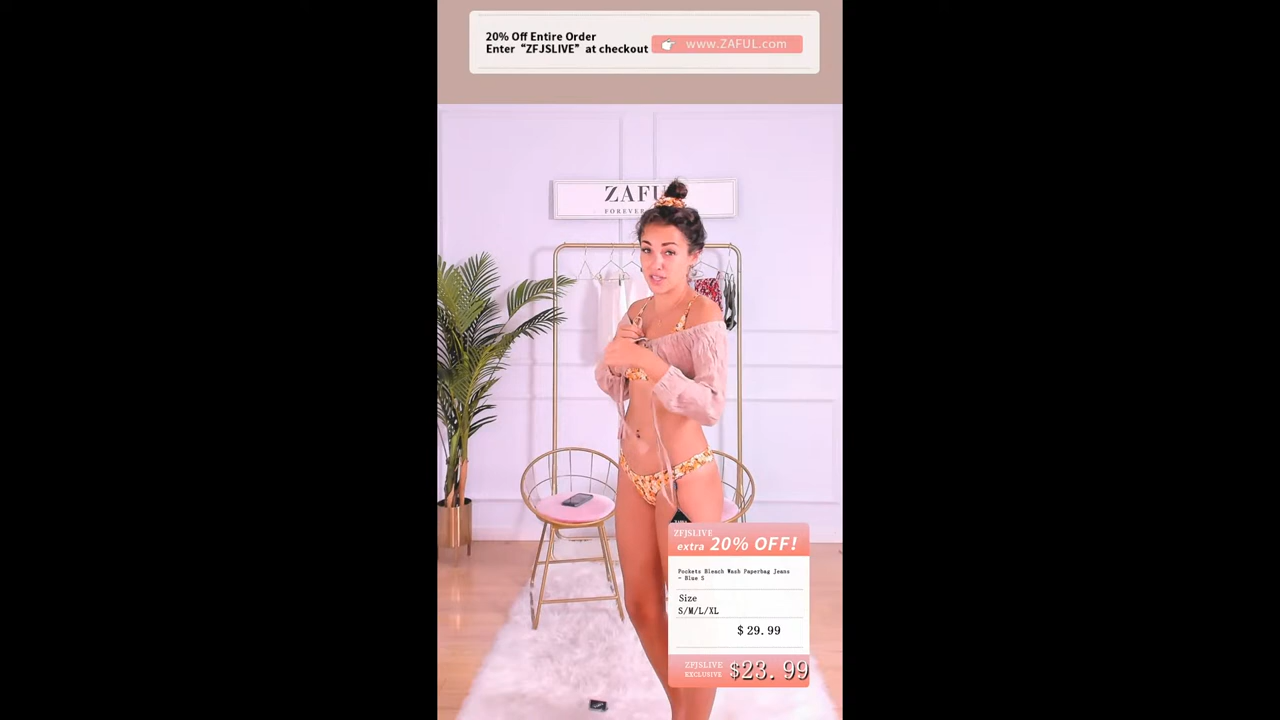 20% Off Entire Order
Enter “ZFJSLIVE” at checkout
www.ZAFUL.com
ZAFUL
FOREVER
ZFJSLIVE
extra 20% OFF!
Pockets Bleach Wash Paperbag Jeans
- Blue S
Size
S/M/L/XL
$29.99
ZFJSLIVE
EXCLUSIVE
$23.99